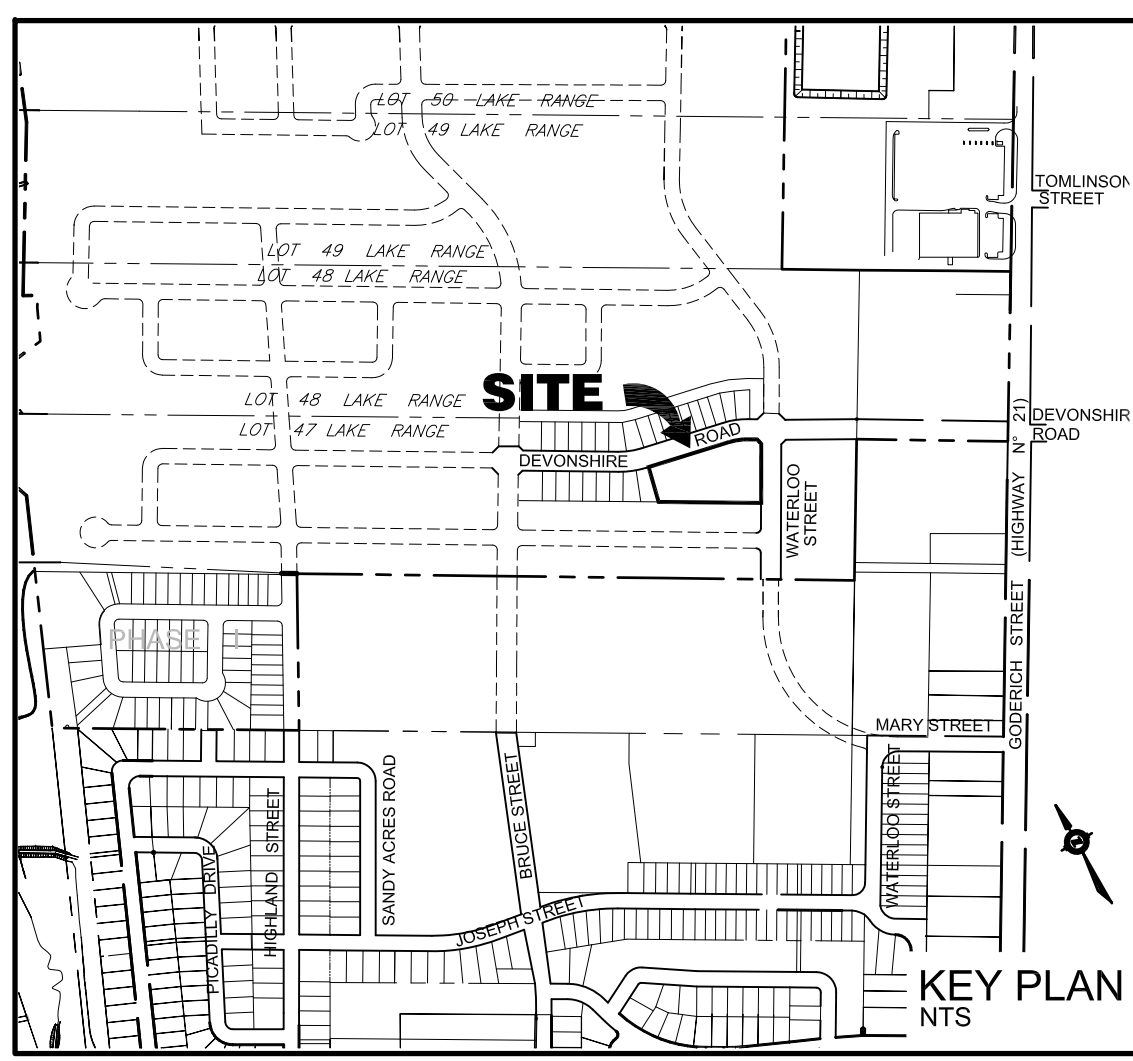 LOT 50 LAKE RANGE
LOT 49 LAKE RANGE
TOMLINSON
STREET
LOT 49 LAKE RANGE
LOT 48 LAKE RANGE
SITE
LOT 48 LAKE RANGE
LOT 47 LAKE RANGE
DEVONSHIRE
ROAD
DEVONSHIR
ROAD
(HIGHWAY N° 21)
GODERICH STREET
WATERLOO
STREET
PHASE I
MARY STREET
WATERLOO STREET
BRUCE STREET
SANDY ACRES ROAD
HIGHLAND STREET
PICADILLY DRIVE
JOSEPH STREET
KEY PLAN
NTS